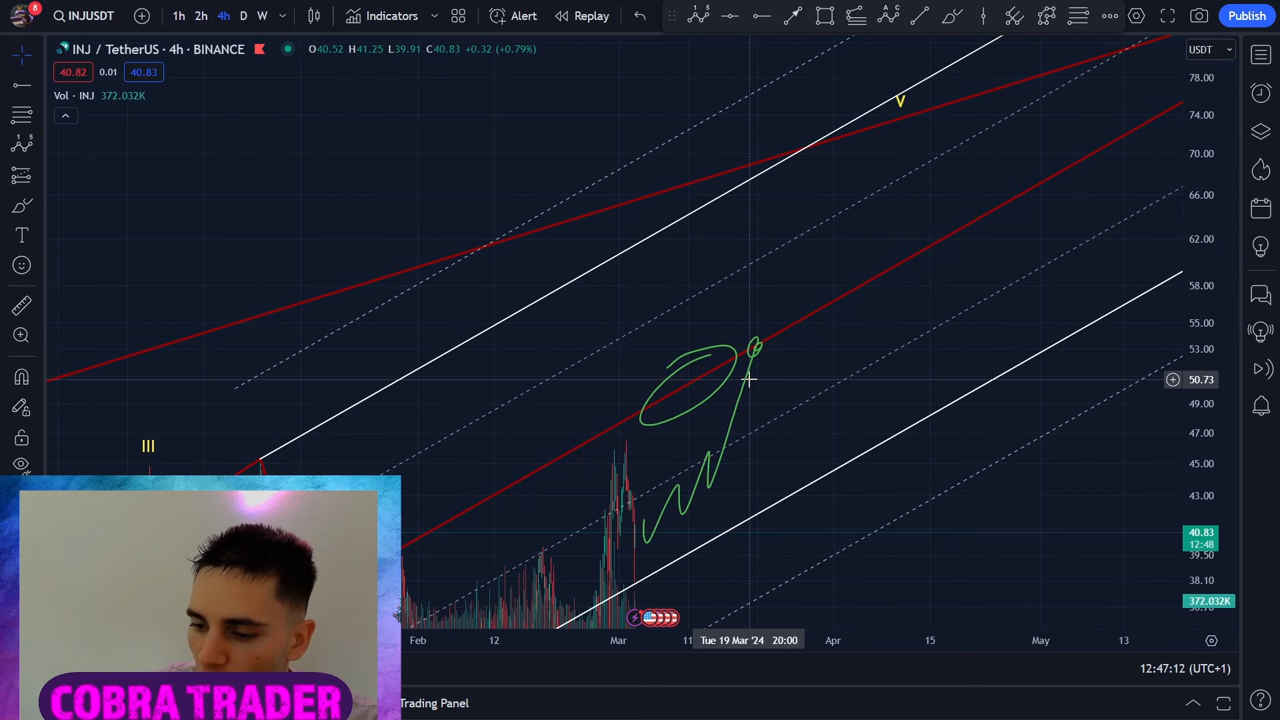 8 INJUSDT 1h 2h 4h D W Indicators Alert Replay Publish
INJ / TetherUS · 4h · BINANCE O40.52 H41.25 L39.91 C40.83 +0.32 (+0.79%) USDT
40.82 0.01 40.83
78.00
Vol · INJ 372.032K
V
74.00
70.00
66.00
62.00
58.00
55.00
53.00
50.73
49.00
47.00
III
45.00
43.00
40.83
12:48
39.50
38.10
372.032K
Feb 12 Mar 11 Tue 19 Mar '24 20:00 Apr 15 May 13
12:47:12 (UTC+1)
COBRA TRADER
Trading Panel